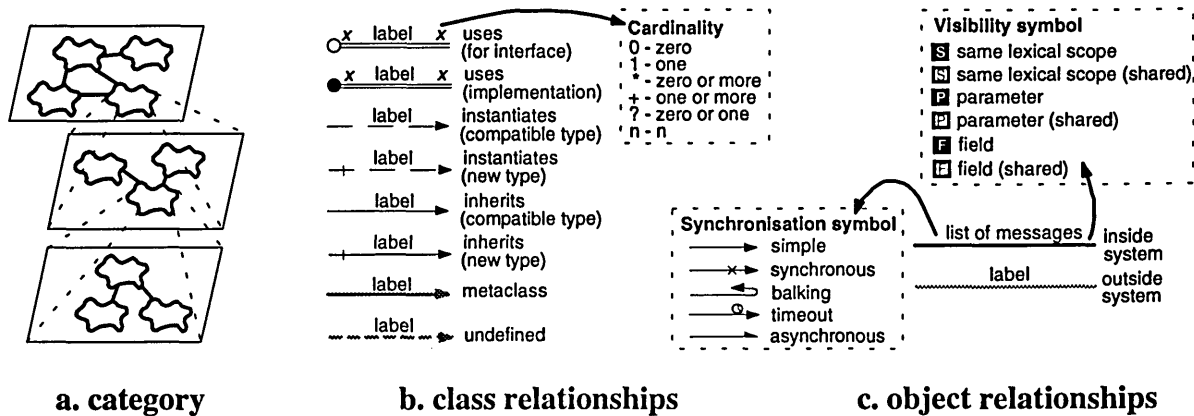 x label x uses
(for interface)
x label x uses
(implementation)
label instantiates
(compatible type)
label instantiates
(new type)
label inherits
(compatible type)
label inherits
(new type)
label metaclass
label undefined
Cardinality
0 - zero
1 - one
* - zero or more
+ - one or more
? - zero or one
n - n
Visibility symbol
S same lexical scope
S same lexical scope (shared)
P parameter
P parameter (shared)
F field
F field (shared)
Synchronisation symbol
simple
synchronous
balking
timeout
asynchronous
list of messages inside
system
label outside
system
a. category
b. class relationships
c. object relationships